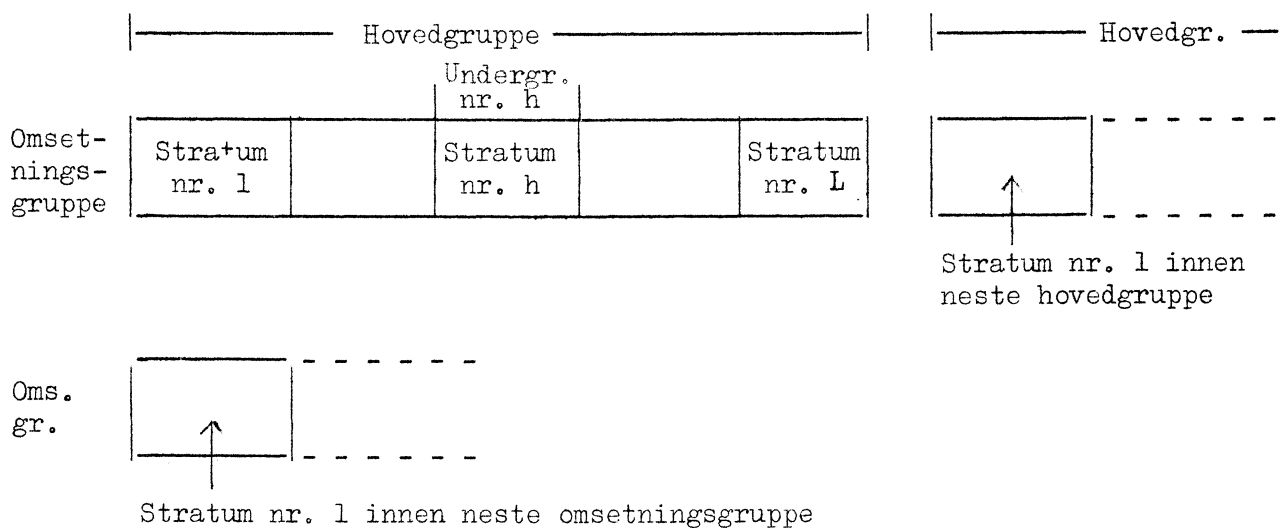 Hovedgruppe
Hovedgr.
Undergr.
nr. h
Omset-
nings-
gruppe
Stratum
nr. 1
Stratum
nr. h
Stratum
nr. L
Stratum nr. 1 innen
neste hovedgruppe
Oms.
gr.
Stratum nr. 1 innen neste omsetningsgruppe